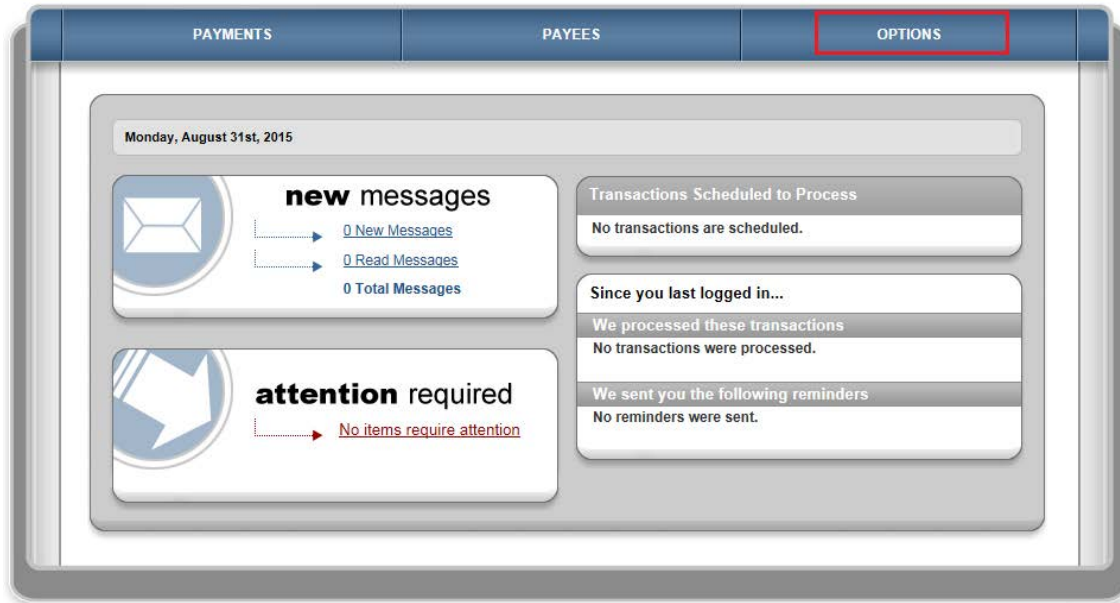 PAYMENTS
PAYEES
OPTIONS
Monday, August 31st, 2015
new messages
0 New Messages
0 Read Messages
0 Total Messages
attention required
No items require attention
Transactions Scheduled to Process
No transactions are scheduled.
Since you last logged in...
We processed these transactions
No transactions were processed.
We sent you the following reminders
No reminders were sent.